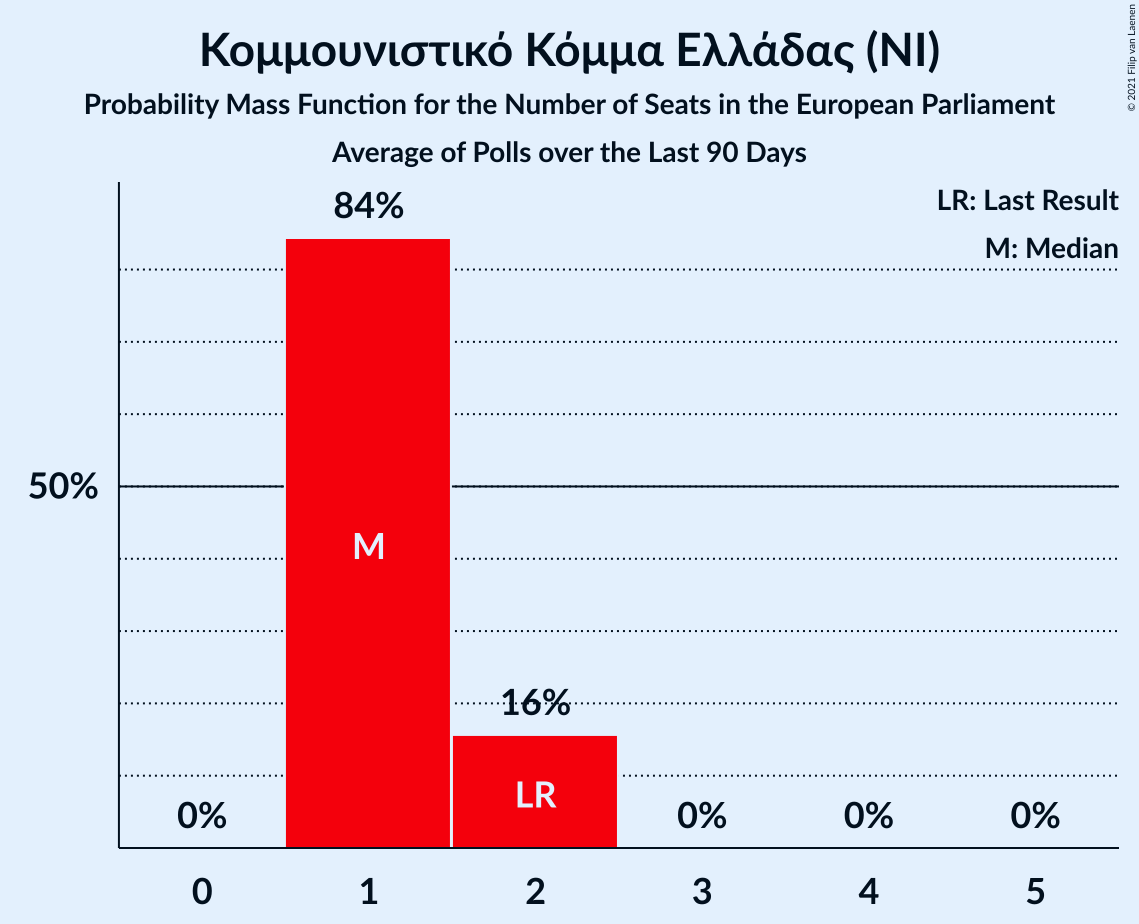 Κομμουνιστικό Κόμμα Ελλάδας (NI)
Probability Mass Function for the Number of Seats in the European Parliament
Average of Polls over the Last 90 Days
© 2021 Filip van Laenen
LR: Last Result
M: Median
84%
50%
M
16%
LR
0%
0%
0%
0%
0 1 2 3 4 5